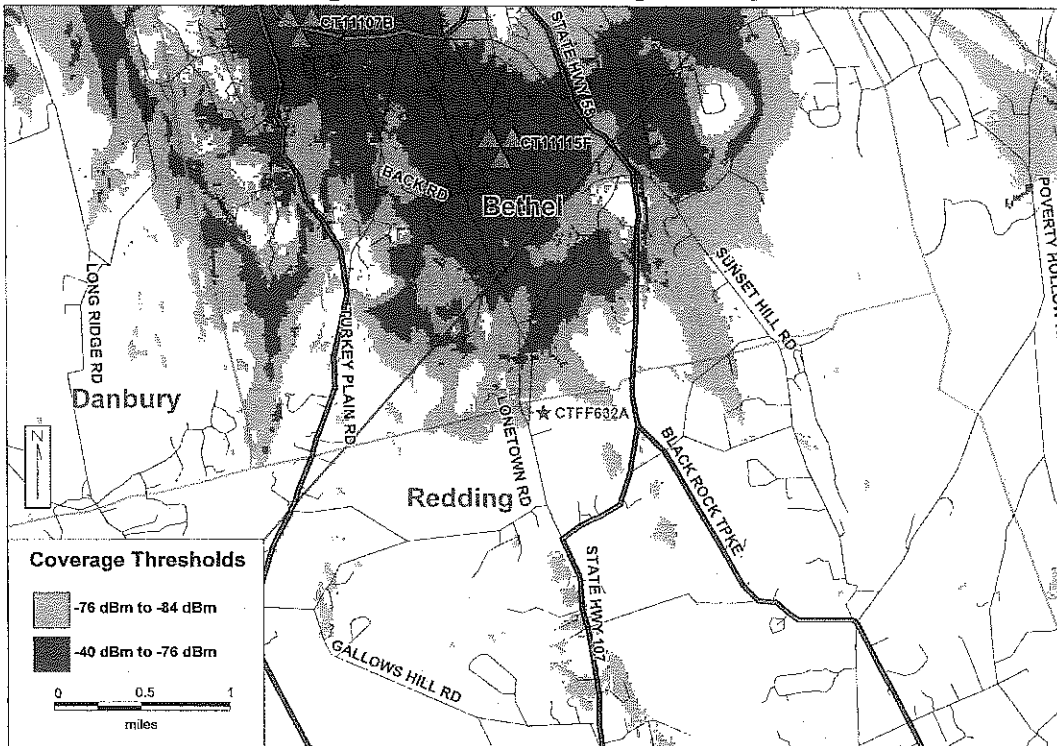 CT11107B
STATE HWY 53
CT11115F
BACK RD
Bethel
POVERTY HOLLOW
SUNSET HILL RD
LONG RIDGE RD
TURKEY PLAIN RD
Danbury
LONETOWN RD
CTFF632A
N
BLACK ROCK TPKE
Redding
STATE HWY 107
GALLOWS HILL RD
Coverage Thresholds
-76 dBm to -84 dBm
-40 dBm to -76 dBm
0 0.5 1
miles